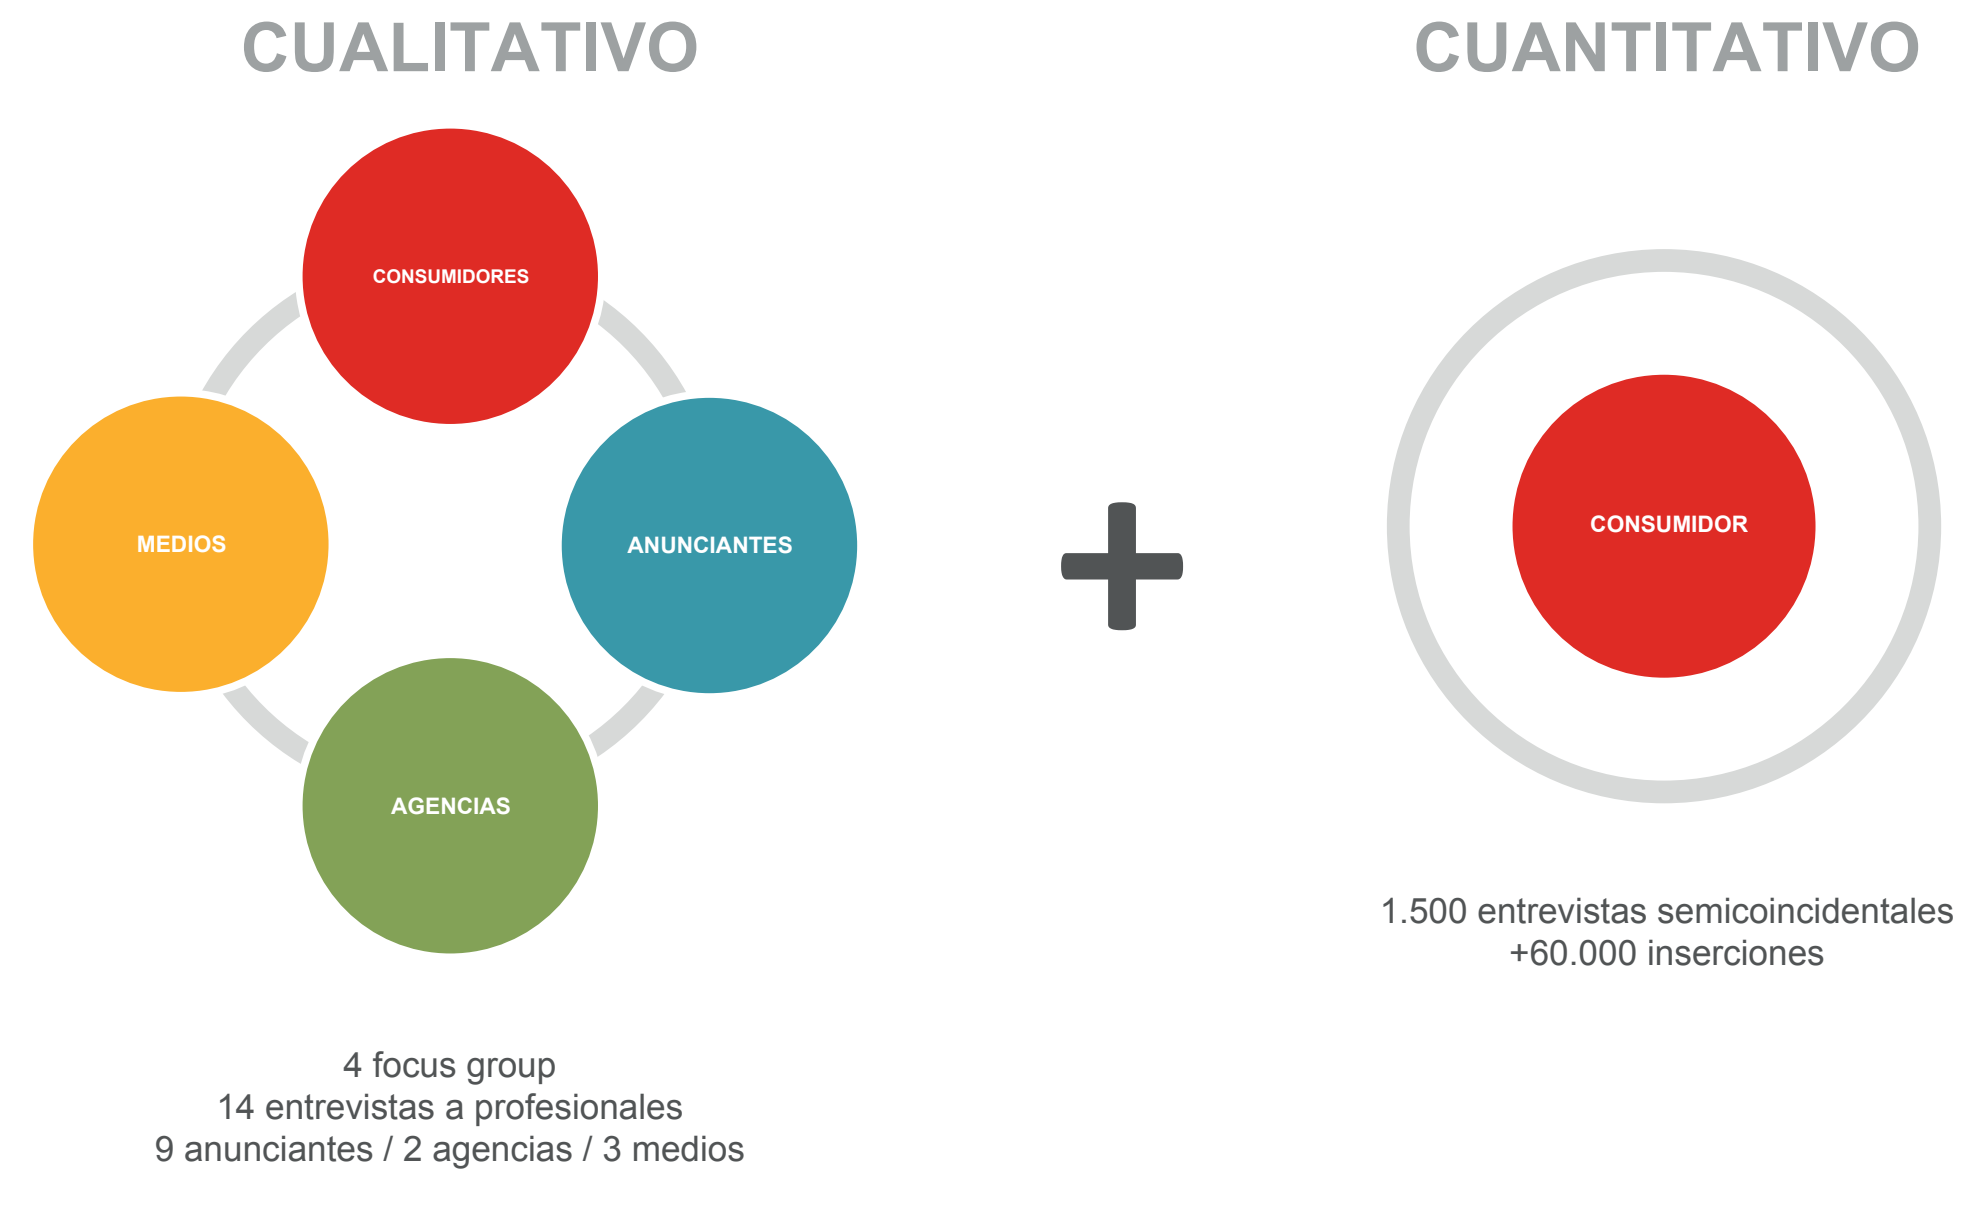 CUALITATIVO
CONSUMIDORES
MEDIOS
ANUNCIANTES
AGENCIAS
4 focus group
14 entrevistas a profesionales
9 anunciantes / 2 agencias / 3 medios
+
CUANTITATIVO
CONSUMIDOR
1.500 entrevistas semicoincidentales
+60.000 inserciones